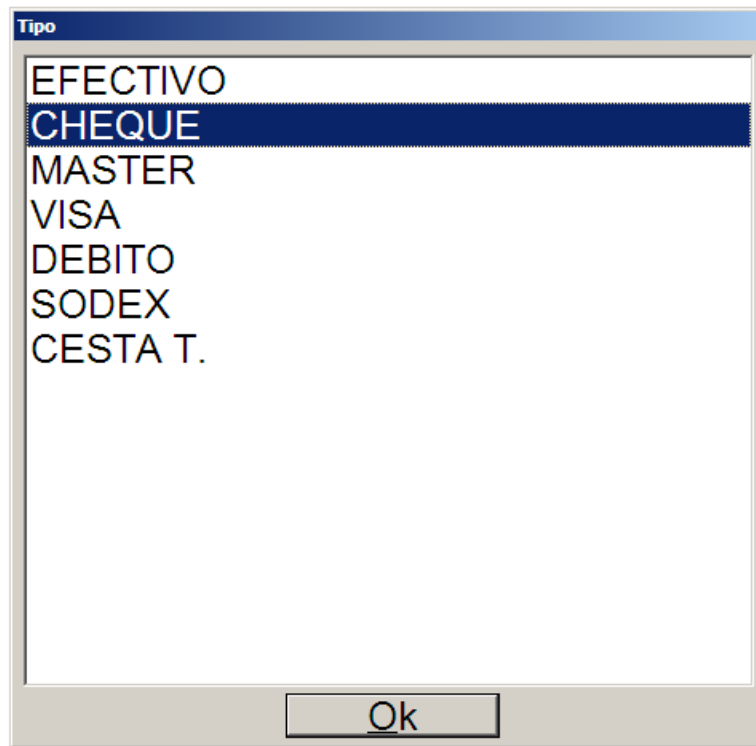 Tipo
EFECTIVO
CHEQUE
MASTER
VISA
DEBITO
SODEX
CESTA T.
Ok